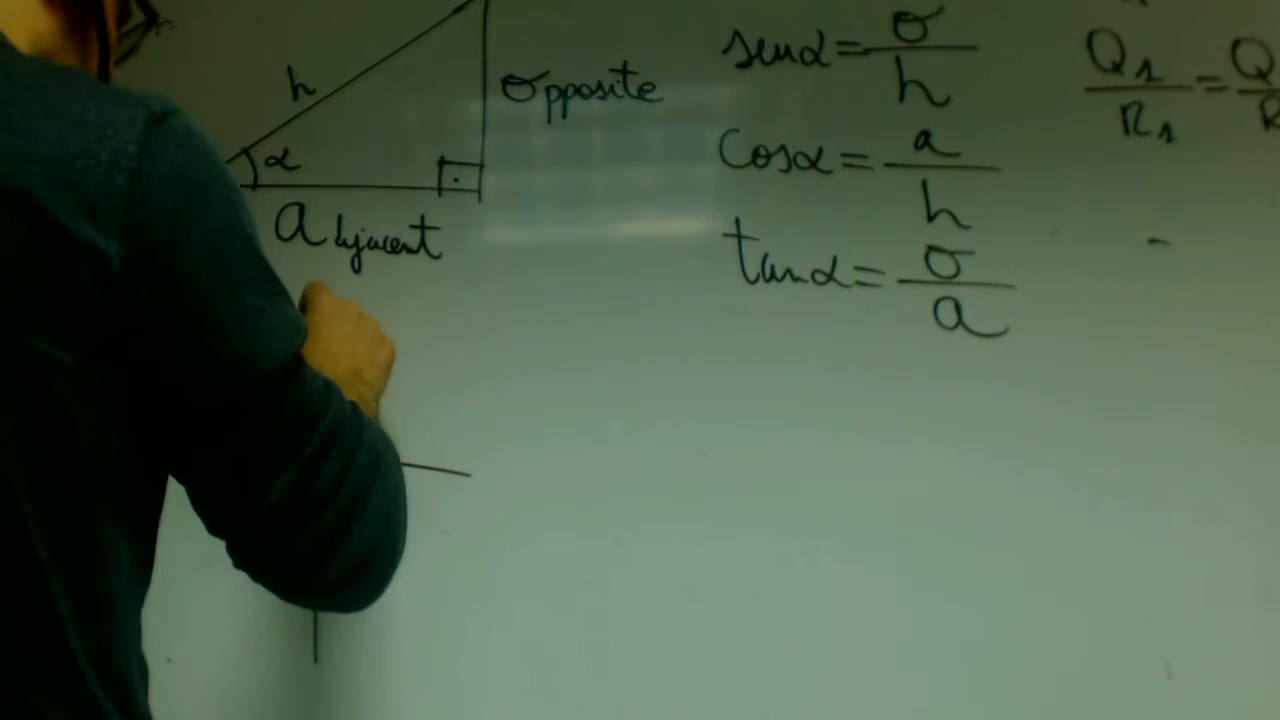 h
opposite
α
adjacent
senα = o/h
cosα = a/h
tanα = o/a
Q1/R1 = Q/R